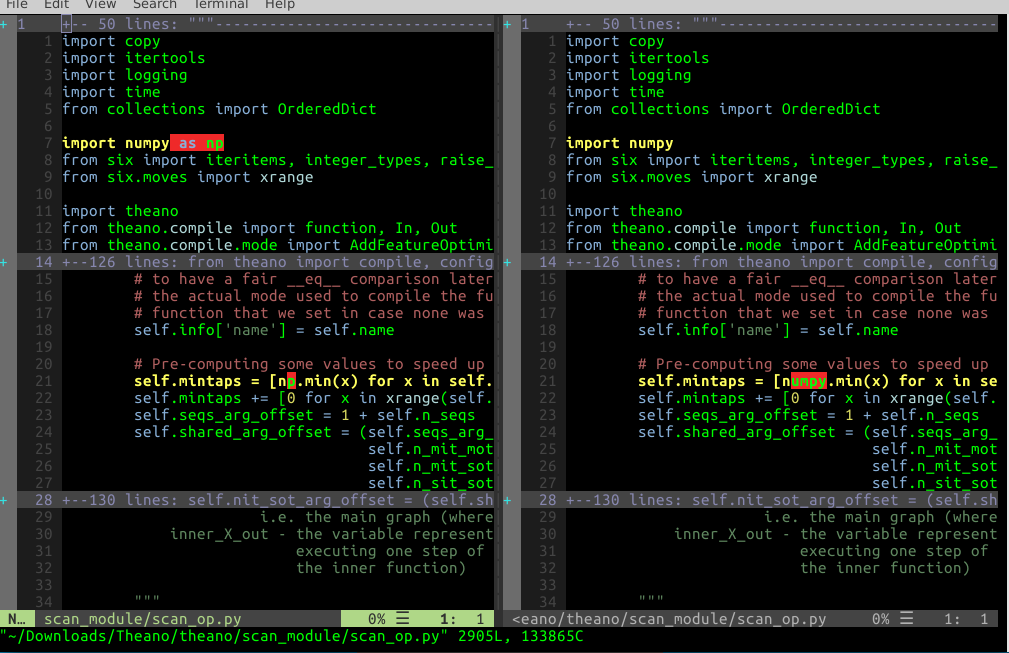 File Edit View Search Terminal Help
+ 1 +-- 50 lines: """-------------------------------
1 import copy
2 import itertools
3 import logging
4 import time
5 from collections import OrderedDict
6
7 import numpy as np
8 from six import iteritems, integer_types, raise_
9 from six.moves import xrange
10
11 import theano
12 from theano.compile import function, In, Out
13 from theano.compile.mode import AddFeatureOptimi
+ 14 +--126 lines: from theano import compile, config
15 # to have a fair __eq__ comparison later
16 # the actual mode used to compile the fu
17 # function that we set in case none was
18 self.info['name'] = self.name
19
20 # Pre-computing some values to speed up
21 self.mintaps = [np.min(x) for x in self.
22 self.mintaps += [0 for x in xrange(self.
23 self.seqs_arg_offset = 1 + self.n_seqs
24 self.shared_arg_offset = (self.seqs_arg_
25 self.n_mit_mot
26 self.n_mit_sot
27 self.n_sit_sot
+ 28 +--130 lines: self.nit_sot_arg_offset = (self.sh
29 i.e. the main graph (where
30 inner_X_out - the variable represent
31 executing one step of
32 the inner function)
33
34 """
N… scan_module/scan_op.py 0% ☰ 1: 1
+ 1 +-- 50 lines: """-------------------------------
1 import copy
2 import itertools
3 import logging
4 import time
5 from collections import OrderedDict
6
7 import numpy
8 from six import iteritems, integer_types, raise_
9 from six.moves import xrange
10
11 import theano
12 from theano.compile import function, In, Out
13 from theano.compile.mode import AddFeatureOptimi
+ 14 +--126 lines: from theano import compile, config
15 # to have a fair __eq__ comparison later
16 # the actual mode used to compile the fu
17 # function that we set in case none was
18 self.info['name'] = self.name
19
20 # Pre-computing some values to speed up
21 self.mintaps = [numpy.min(x) for x in se
22 self.mintaps += [0 for x in xrange(self.
23 self.seqs_arg_offset = 1 + self.n_seqs
24 self.shared_arg_offset = (self.seqs_arg_
25 self.n_mit_mot
26 self.n_mit_sot
27 self.n_sit_sot
+ 28 +--130 lines: self.nit_sot_arg_offset = (self.sh
29 i.e. the main graph (where
30 inner_X_out - the variable represent
31 executing one step of
32 the inner function)
33
34 """
<eano/theano/scan_module/scan_op.py 0% ☰ 1: 1
"~/Downloads/Theano/theano/scan_module/scan_op.py" 2905L, 133865C